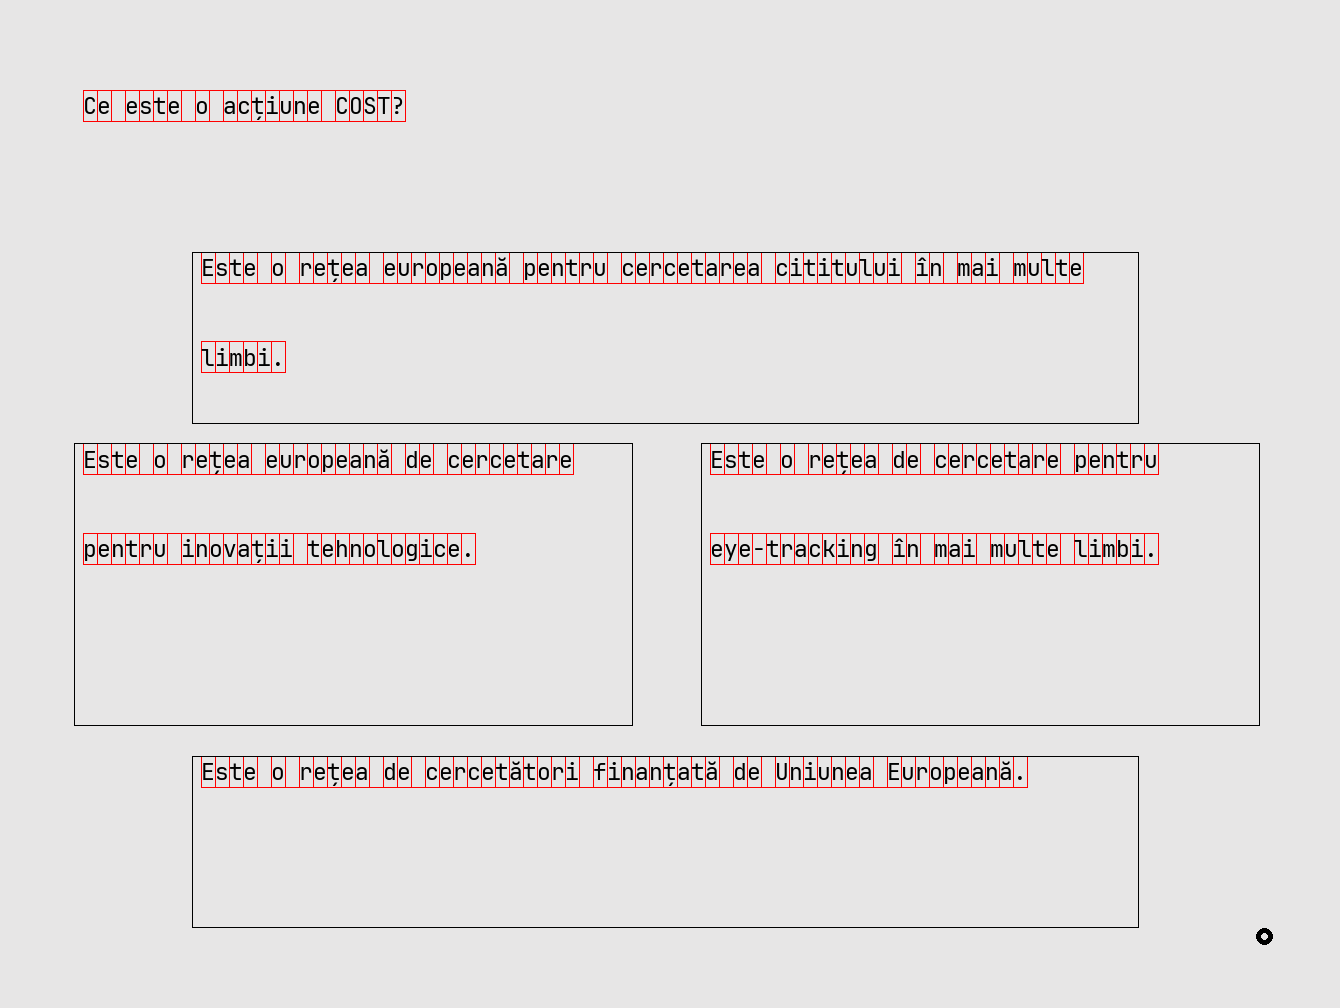 Ce este o acțiune COST?
Este o rețea europeană pentru cercetarea cititului în mai multe
limbi.
Este o rețea europeană de cercetare
pentru inovații tehnologice.
Este o rețea de cercetare pentru
eye-tracking în mai multe limbi.
Este o rețea de cercetători finanțată de Uniunea Europeană.